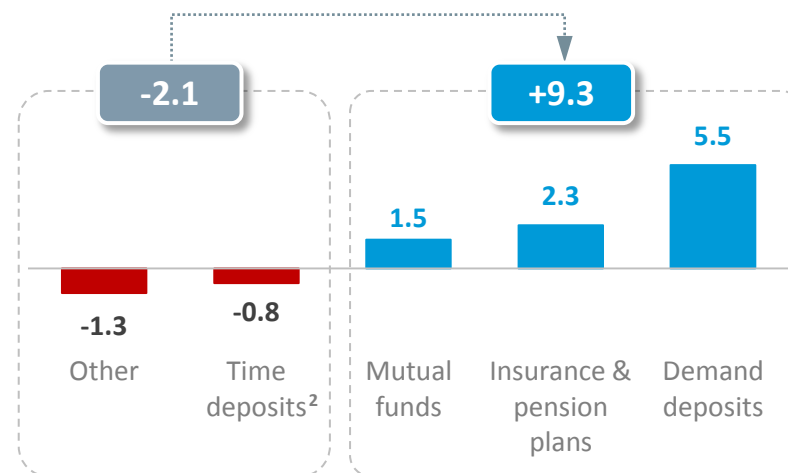 -2.1
+9.3
5.5
2.3
1.5
-1.3
-0.8
Other
Time
deposits²
Mutual
funds
Insurance &
pension
plans
Demand
deposits